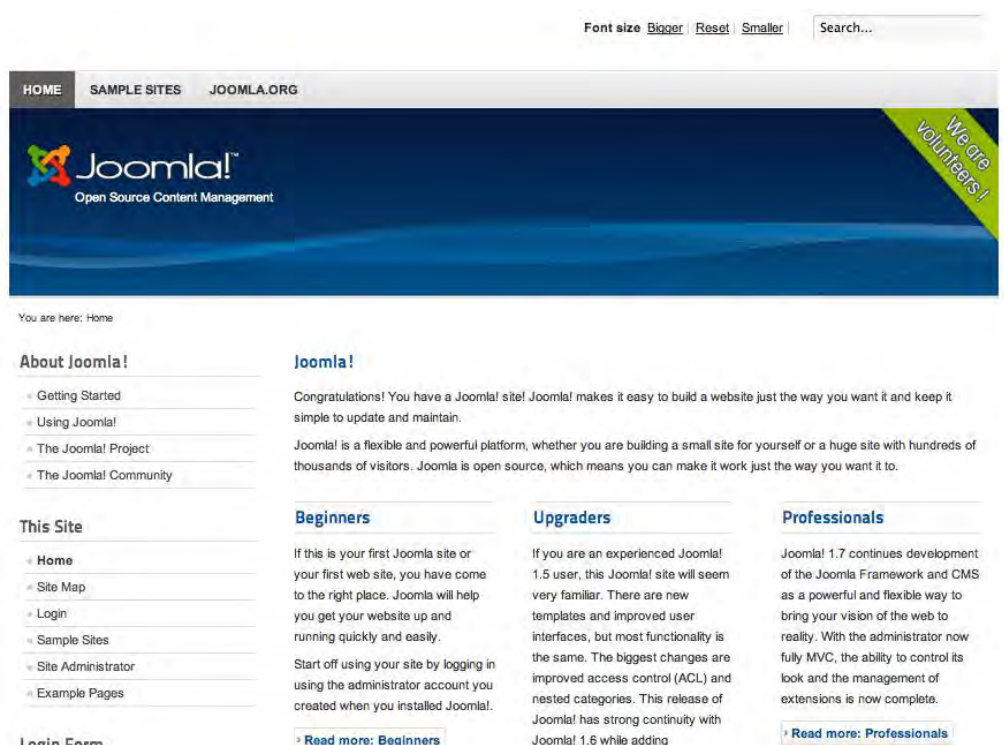 Font size Bigger Reset Smaller
Search...
HOME SAMPLE SITES JOOMLA.ORG
Joomla!™
Open Source Content Management
We are
volunteers!
You are here: Home
About Joomla!
Getting Started
Using Joomla!
The Joomla! Project
The Joomla! Community
This Site
Home
Site Map
Login
Sample Sites
Site Administrator
Example Pages
Login Form
Joomla!
Congratulations! You have a Joomla! site! Joomla! makes it easy to build a website just the way you want it and keep it
simple to update and maintain.
Joomla! is a flexible and powerful platform, whether you are building a small site for yourself or a huge site with hundreds of
thousands of visitors. Joomla is open source, which means you can make it work just the way you want it to.
Beginners
If this is your first Joomla site or
your first web site, you have come
to the right place. Joomla will help
you get your website up and
running quickly and easily.
Start off using your site by logging in
using the administrator account you
created when you installed Joomla!.
Read more: Beginners
Upgraders
If you are an experienced Joomla!
1.5 user, this Joomla! site will seem
very familiar. There are new
templates and improved user
interfaces, but most functionality is
the same. The biggest changes are
improved access control (ACL) and
nested categories. This release of
Joomla! has strong continuity with
Joomla! 1.6 while adding
Professionals
Joomla! 1.7 continues development
of the Joomla Framework and CMS
as a powerful and flexible way to
bring your vision of the web to
reality. With the administrator now
fully MVC, the ability to control its
look and the management of
extensions is now complete.
Read more: Professionals